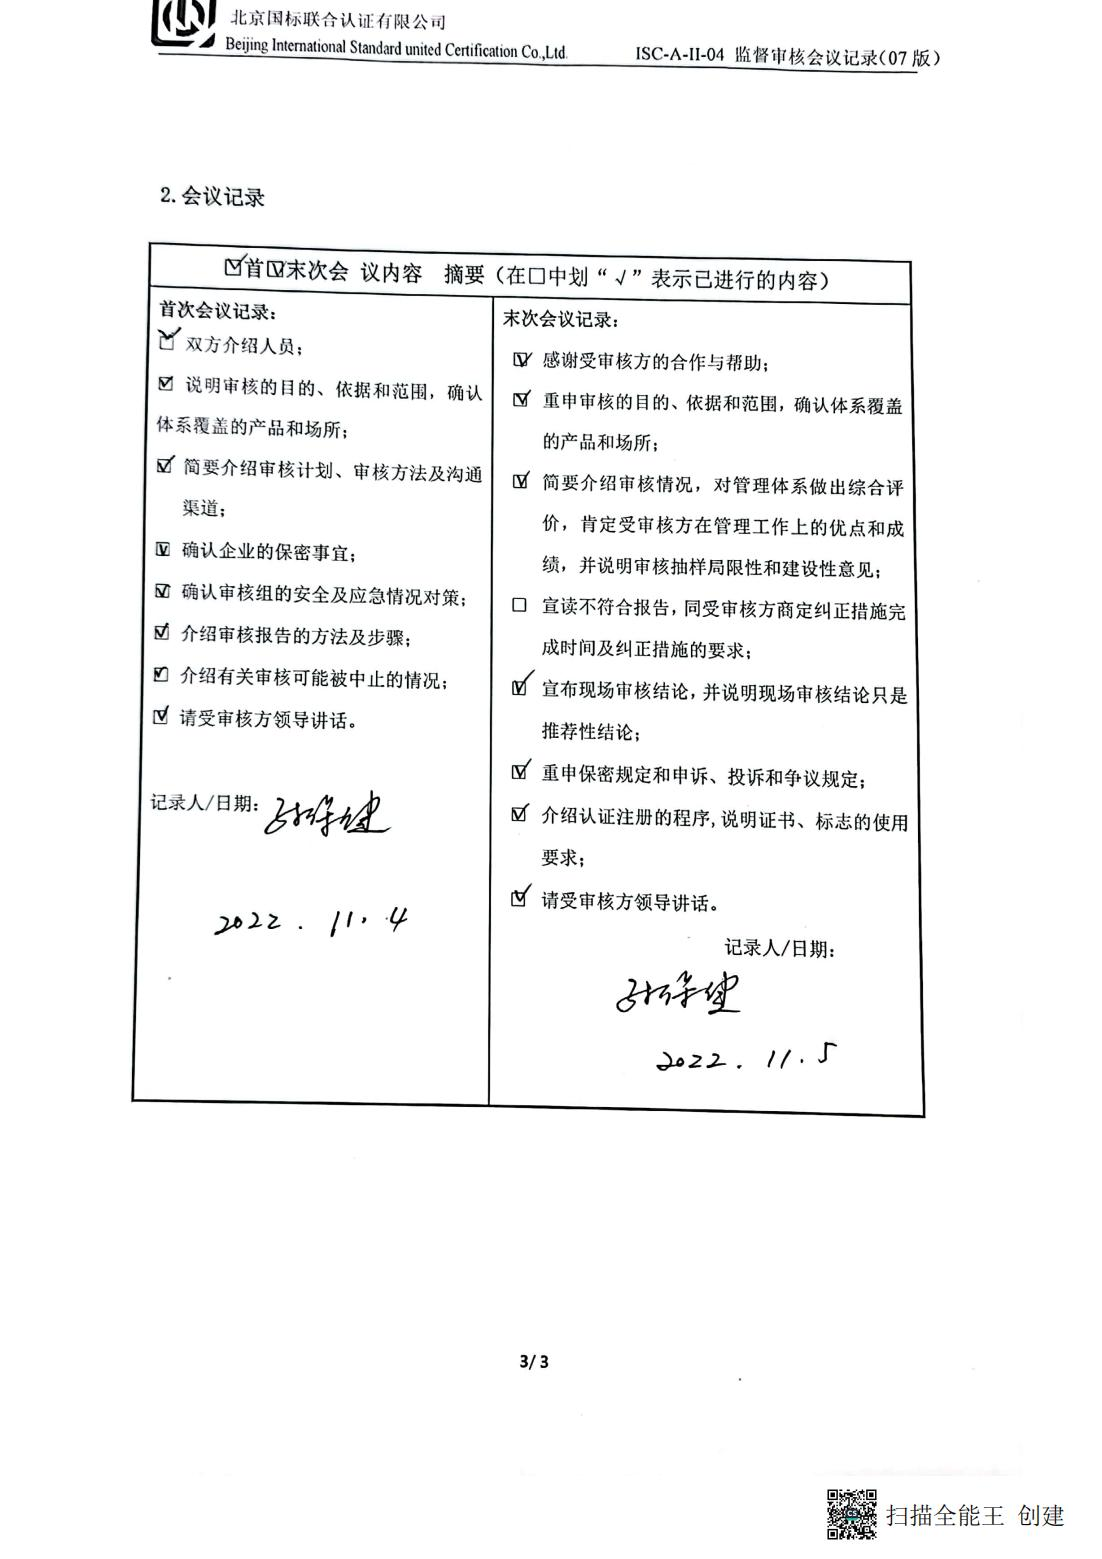 北京国标联合认证有限公司
Beijing International Standard united Certification Co.,Ltd.
ISC-A-II-04 监督审核会议记录(07版)
2.会议记录
☑首☑末次会 议内容 摘要（在□中划“√”表示已进行的内容）
首次会议记录：
☑ 双方介绍人员；
☑ 说明审核的目的、依据和范围，确认
体系覆盖的产品和场所；
☑ 简要介绍审核计划、审核方法及沟通
渠道；
☑ 确认企业的保密事宜；
☑ 确认审核组的安全及应急情况对策；
☑ 介绍审核报告的方法及步骤；
☑ 介绍有关审核可能被中止的情况；
☑ 请受审核方领导讲话。
记录人/日期：
2022．11．4
末次会议记录：
☑ 感谢受审核方的合作与帮助；
☑ 重申审核的目的、依据和范围，确认体系覆盖
的产品和场所；
☑ 简要介绍审核情况，对管理体系做出综合评
价，肯定受审核方在管理工作上的优点和成
绩，并说明审核抽样局限性和建设性意见；
□ 宣读不符合报告，同受审核方商定纠正措施完
成时间及纠正措施的要求；
☑ 宣布现场审核结论，并说明现场审核结论只是
推荐性结论；
☑ 重申保密规定和申诉、投诉和争议规定；
☑ 介绍认证注册的程序,说明证书、标志的使用
要求；
☑ 请受审核方领导讲话。
记录人/日期：
2022．11．5
3/3
扫描全能王 创建